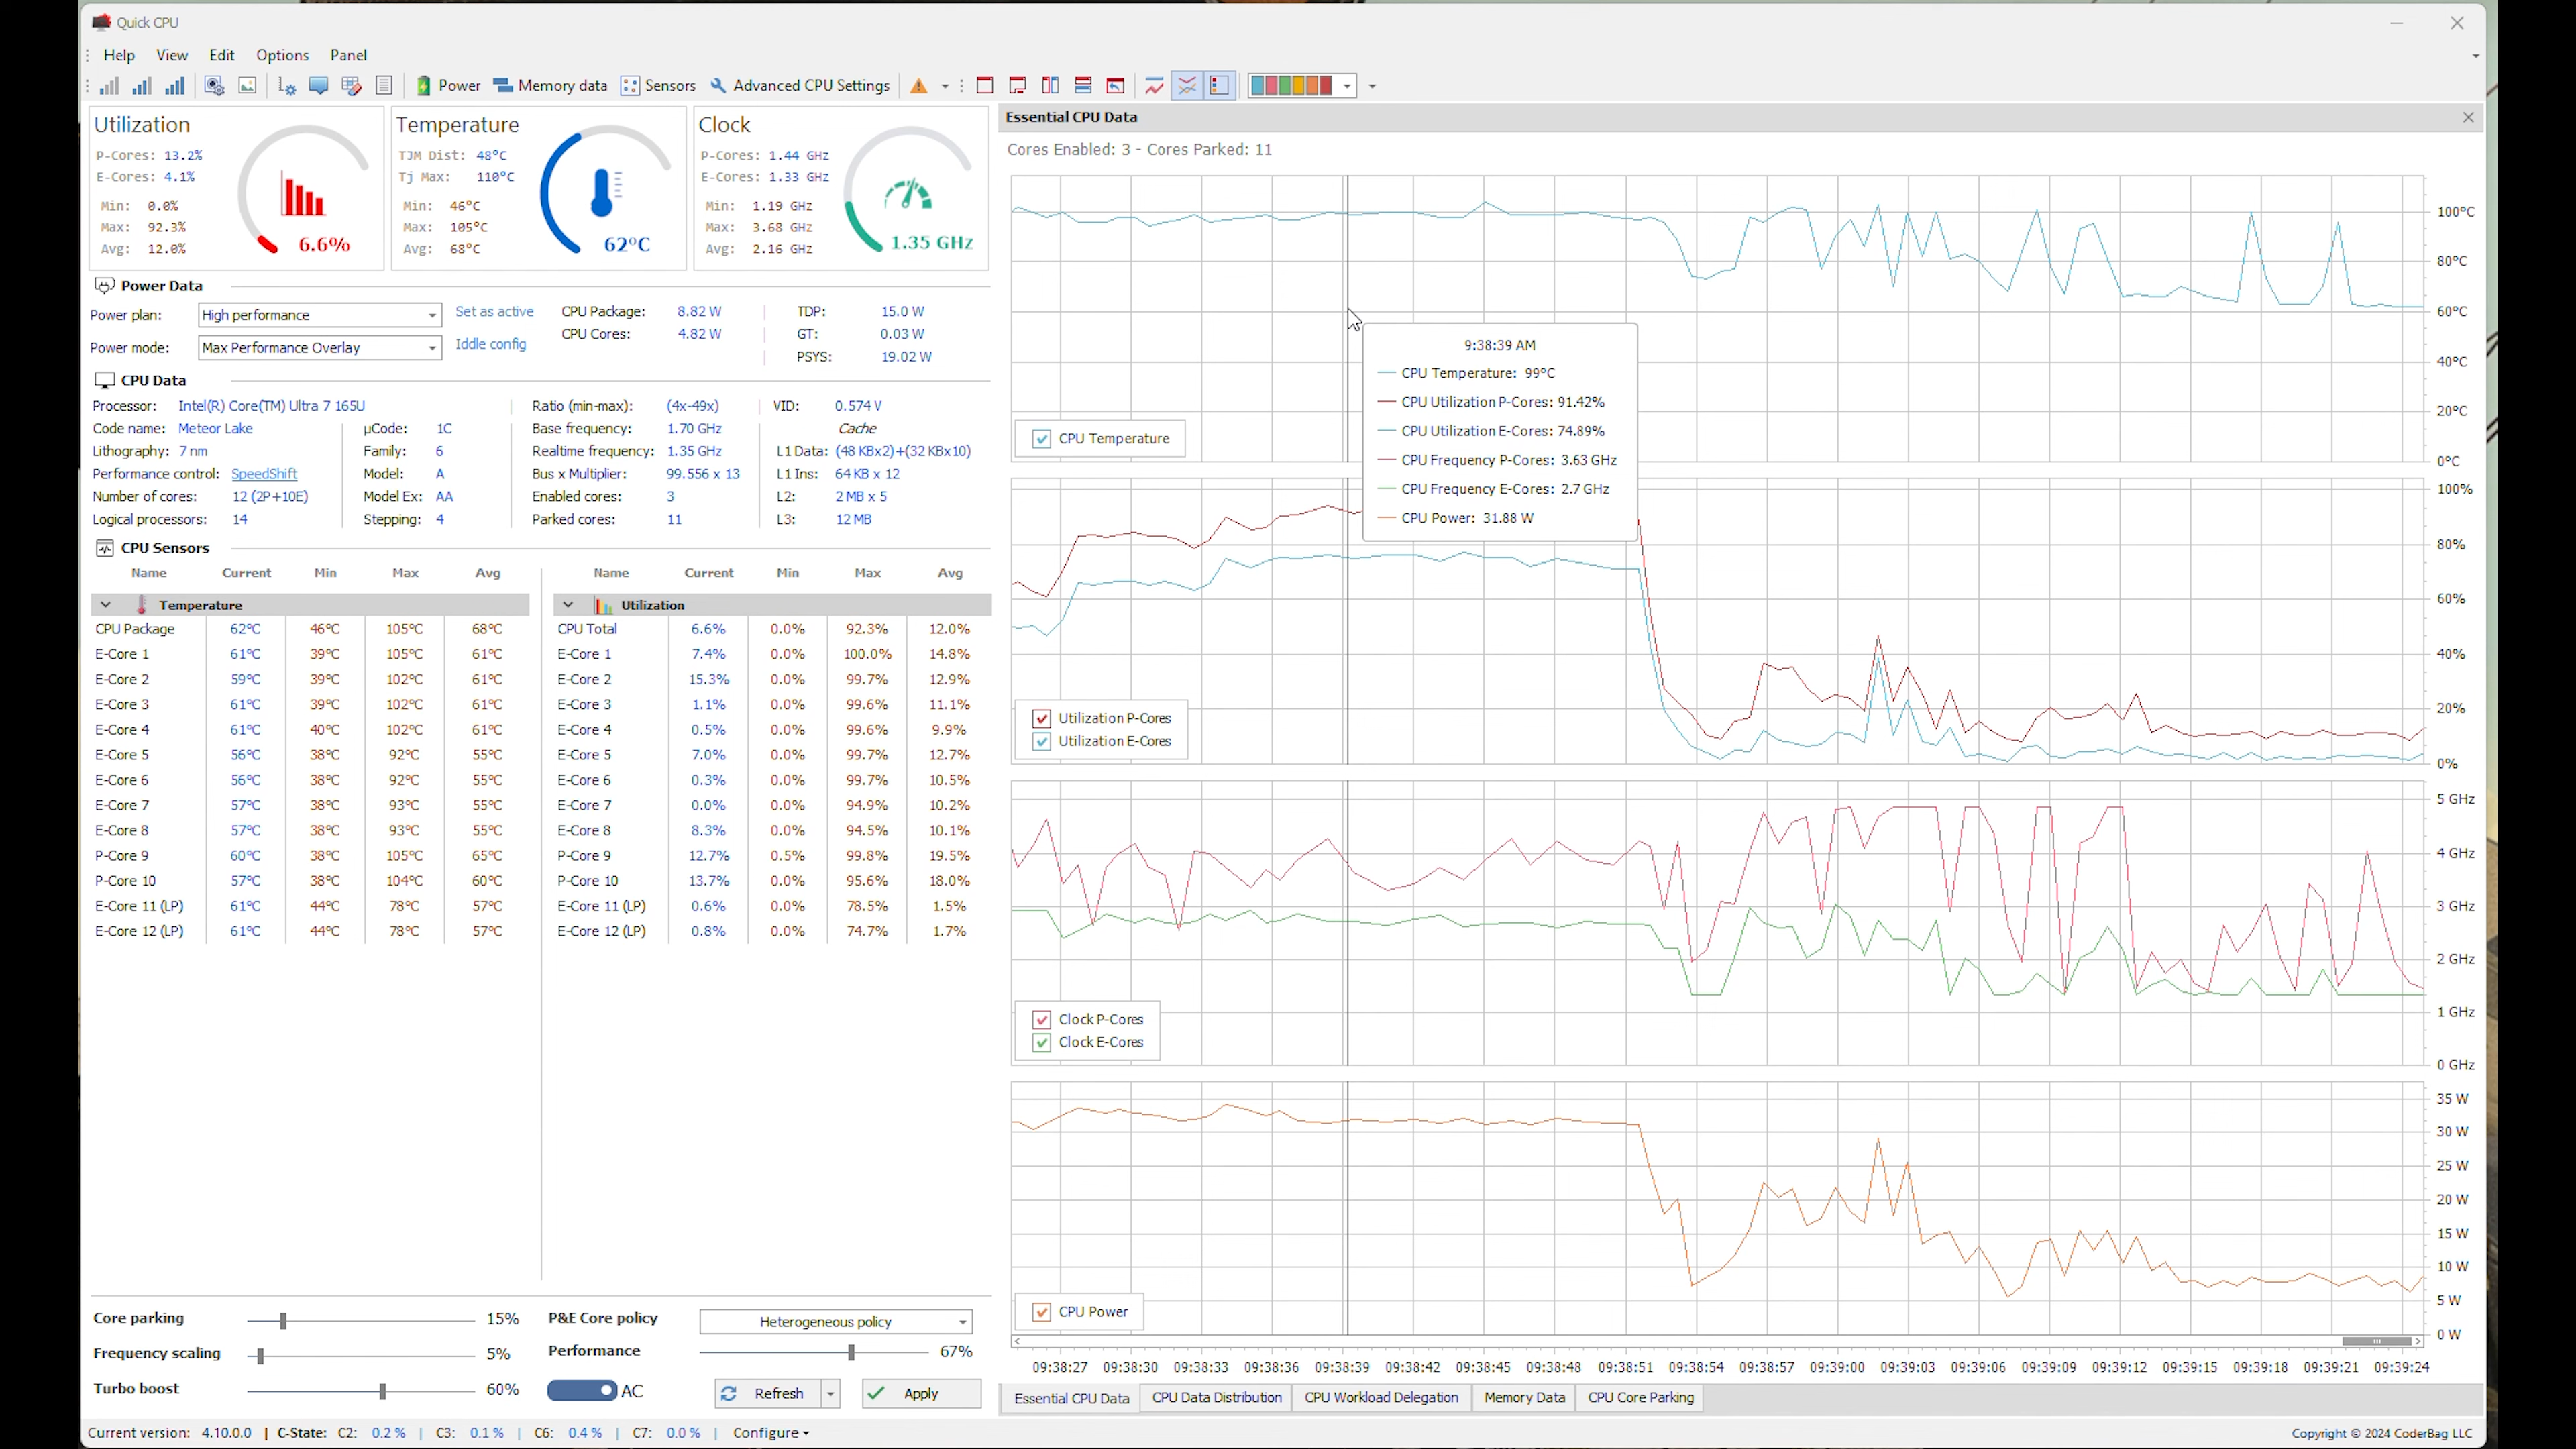 Quick CPU
Help View Edit Options Panel
Power Memory data Sensors Advanced CPU Settings
Utilization
P-Cores: 13.2%
E-Cores: 4.1%
Min: 0.0%
Max: 92.3%
Avg: 12.0%
6.6%
Temperature
TJM Dist: 48°C
Tj Max: 110°C
Min: 46°C
Max: 105°C
Avg: 68°C
62°C
Clock
P-Cores: 1.44 GHz
E-Cores: 1.33 GHz
Min: 1.19 GHz
Max: 3.68 GHz
Avg: 2.16 GHz
1.35 GHz
Power Data
Power plan: High performance Set as active CPU Package: 8.82 W TDP: 15.0 W
CPU Cores: 4.82 W GT: 0.03 W
Power mode: Max Performance Overlay Iddle config PSYS: 19.02 W
CPU Data
Processor: Intel(R) Core(TM) Ultra 7 165U Ratio (min-max): (4x-49x) VID: 0.574 V
Code name: Meteor Lake µCode: 1C Base frequency: 1.70 GHz Cache
Lithography: 7 nm Family: 6 Realtime frequency: 1.35 GHz L1 Data: (48 KBx2)+(32 KBx10)
Performance control: SpeedShift Model: A Bus x Multiplier: 99.556 x 13 L1 Ins: 64 KB x 12
Number of cores: 12 (2P+10E) Model Ex: AA Enabled cores: 3 L2: 2 MB x 5
Logical processors: 14 Stepping: 4 Parked cores: 11 L3: 12 MB
CPU Sensors
Name Current Min Max Avg Name Current Min Max Avg
Temperature Utilization
CPU Package 62°C 46°C 105°C 68°C CPU Total 6.6% 0.0% 92.3% 12.0%
E-Core 1 61°C 39°C 105°C 61°C E-Core 1 7.4% 0.0% 100.0% 14.8%
E-Core 2 59°C 39°C 102°C 61°C E-Core 2 15.3% 0.0% 99.7% 12.9%
E-Core 3 61°C 39°C 102°C 61°C E-Core 3 1.1% 0.0% 99.6% 11.1%
E-Core 4 61°C 40°C 102°C 61°C E-Core 4 0.5% 0.0% 99.6% 9.9%
E-Core 5 56°C 38°C 92°C 55°C E-Core 5 7.0% 0.0% 99.7% 12.7%
E-Core 6 56°C 38°C 92°C 55°C E-Core 6 0.3% 0.0% 99.7% 10.5%
E-Core 7 57°C 38°C 93°C 55°C E-Core 7 0.0% 0.0% 94.9% 10.2%
E-Core 8 57°C 38°C 93°C 55°C E-Core 8 8.3% 0.0% 94.5% 10.1%
P-Core 9 60°C 38°C 105°C 65°C P-Core 9 12.7% 0.5% 99.8% 19.5%
P-Core 10 57°C 38°C 104°C 60°C P-Core 10 13.7% 0.0% 95.6% 18.0%
E-Core 11 (LP) 61°C 44°C 78°C 57°C E-Core 11 (LP) 0.6% 0.0% 78.5% 1.5%
E-Core 12 (LP) 61°C 44°C 78°C 57°C E-Core 12 (LP) 0.8% 0.0% 74.7% 1.7%
Core parking 15% P&E Core policy Heterogeneous policy
Frequency scaling 5% Performance 67%
Turbo boost 60% AC Refresh Apply
Essential CPU Data
Cores Enabled: 3 - Cores Parked: 11
100°C
80°C
60°C
40°C
20°C
0°C
CPU Temperature
9:38:39 AM
CPU Temperature: 99°C
CPU Utilization P-Cores: 91.42%
CPU Utilization E-Cores: 74.89%
CPU Frequency P-Cores: 3.63 GHz
CPU Frequency E-Cores: 2.7 GHz
CPU Power: 31.88 W
100%
80%
60%
40%
20%
0%
Utilization P-Cores
Utilization E-Cores
5 GHz
4 GHz
3 GHz
2 GHz
1 GHz
0 GHz
Clock P-Cores
Clock E-Cores
35 W
30 W
25 W
20 W
15 W
10 W
5 W
0 W
CPU Power
09:38:27 09:38:30 09:38:33 09:38:36 09:38:39 09:38:42 09:38:45 09:38:48 09:38:51 09:38:54 09:38:57 09:39:00 09:39:03 09:39:06 09:39:09 09:39:12 09:39:15 09:39:18 09:39:21 09:39:24
Essential CPU Data CPU Data Distribution CPU Workload Delegation Memory Data CPU Core Parking
Current version: 4.10.0.0 | C-State: C2: 0.2 % | C3: 0.1 % | C6: 0.4 % | C7: 0.0 % | Configure
Copyright © 2024 CoderBag LLC